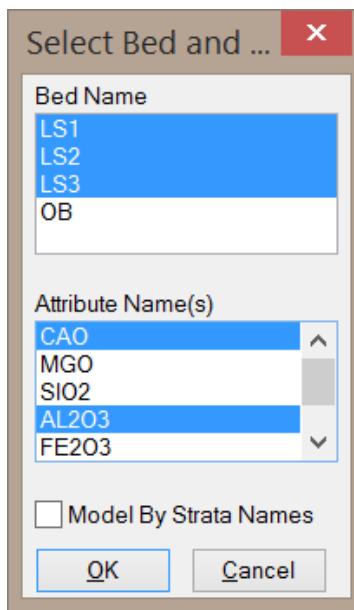 Select Bed and ...
Bed Name
LS1
LS2
LS3
OB
Attribute Name(s)
CAO
MGO
SIO2
AL2O3
FE2O3
Model By Strata Names
OK
Cancel